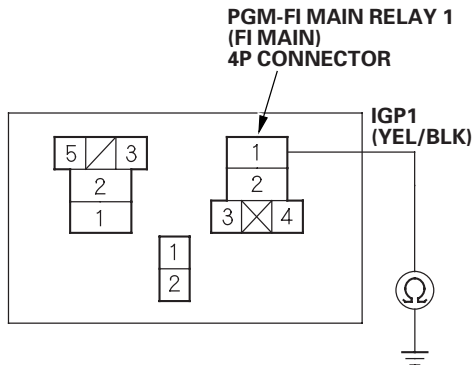 PGM-FI MAIN RELAY 1
(FI MAIN)
4P CONNECTOR
IGP1
(YEL/BLK)
5 3
2
1
1
2
3 4
1
2
Ω